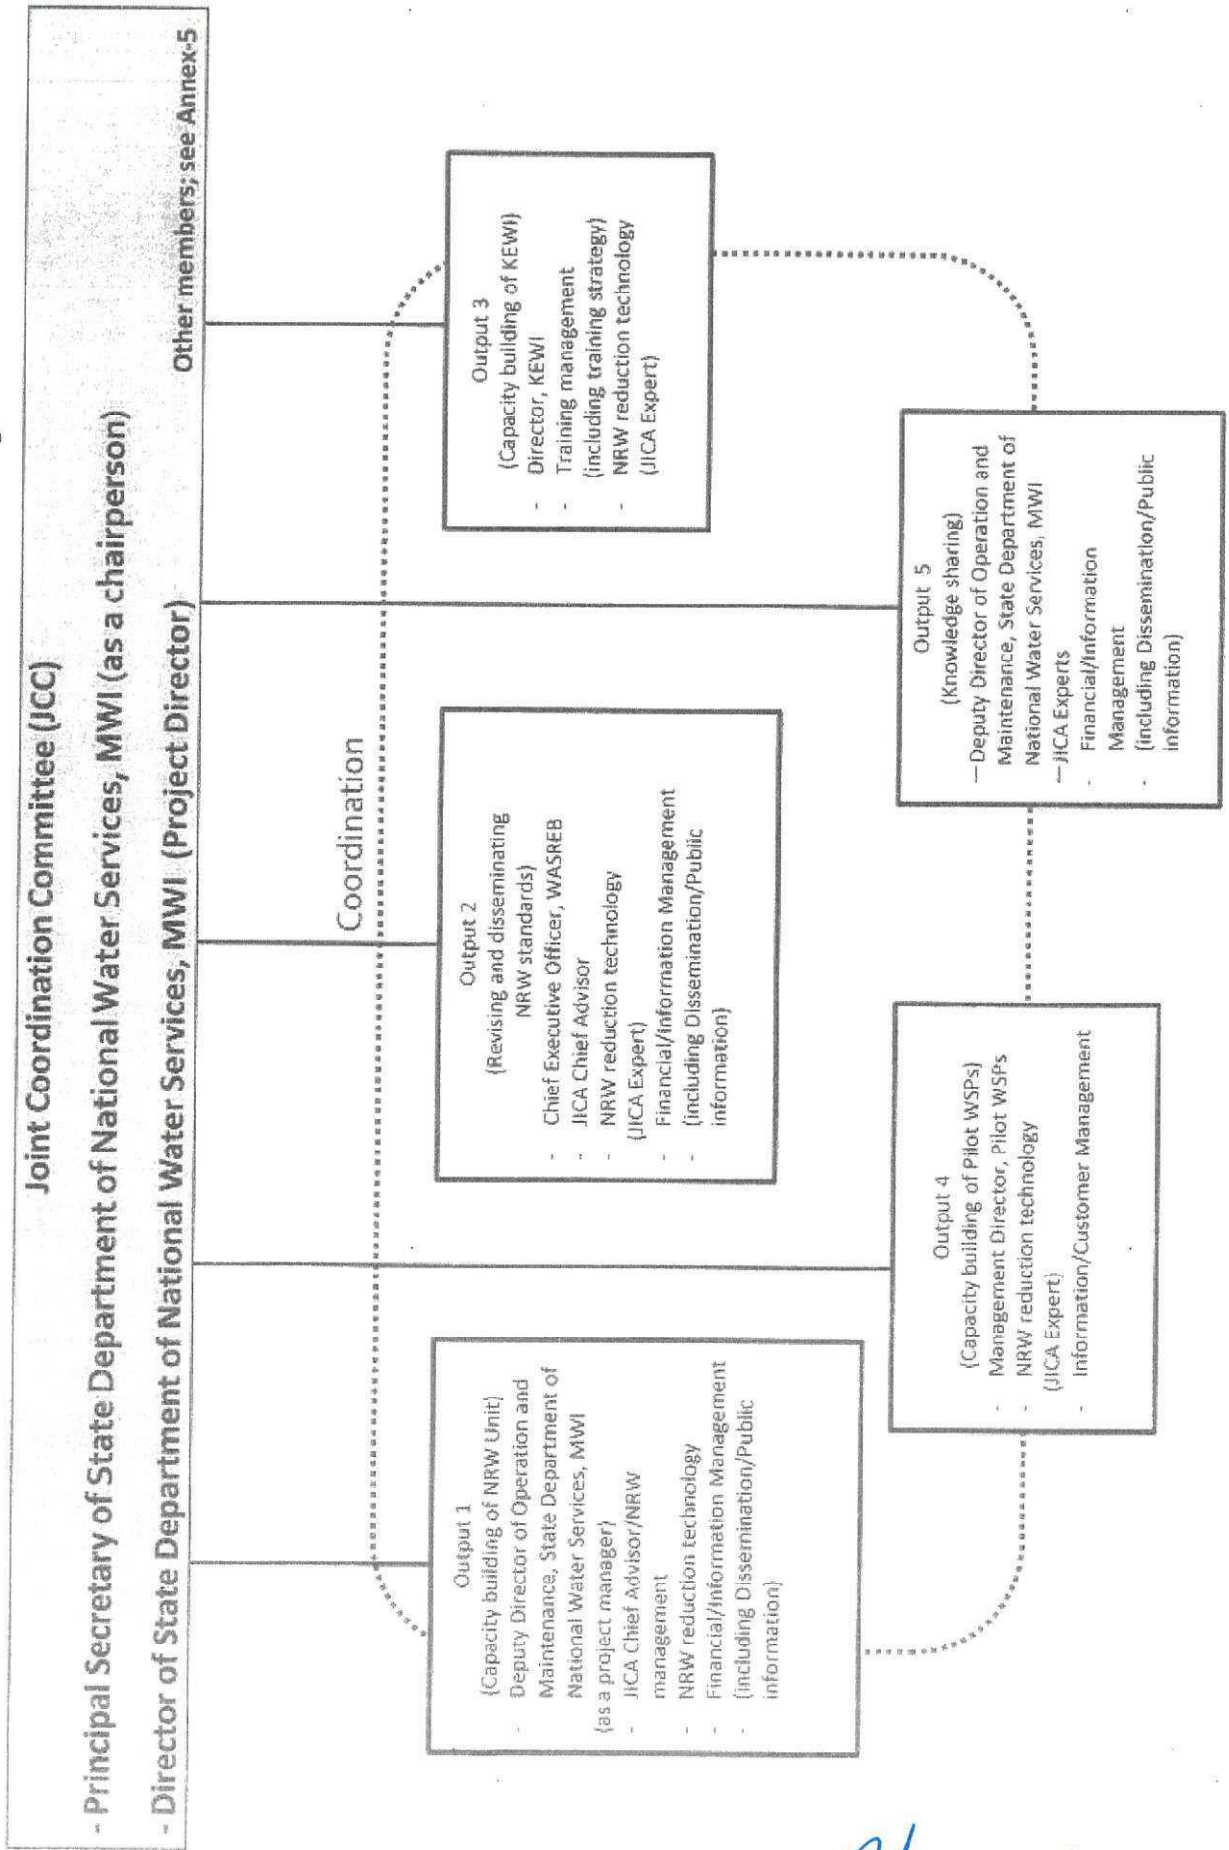 Joint Coordination Committee (JCC)
- Principal Secretary of State Department of National Water Services, MWI (as a chairperson)
- Director of State Department of National Water Services, MWI (Project Director)
Other members; see Annex-5
Coordination
Output 1
(Capacity building of NRW Unit)
- Deputy Director of Operation and
Maintenance, State Department of
National Water Services, MWI
(as a project manager)
- JICA Chief Advisor/NRW
management
- NRW reduction technology
- Financial/Information Management
(including Dissemination/Public
information)
Output 2
(Revising and disseminating
NRW standards)
- Chief Executive Officer, WASREB
- JICA Chief Advisor
- NRW reduction technology
(JICA Expert)
- Financial/Information Management
- (including Dissemination/Public
information)
Output 3
(Capacity building of KEWI)
- Director, KEWI
- Training management
(including training strategy)
- NRW reduction technology
(JICA Expert)
Output 4
(Capacity building of Pilot WSPs)
- Management Director, Pilot WSPs
- NRW reduction technology
(JICA Expert)
- Information/Customer Management
Output 5
(Knowledge sharing)
—Deputy Director of Operation and
Maintenance, State Department of
National Water Services, MWI
—JICA Experts
- Financial/Information
Management
- (including Dissemination/Public
information)